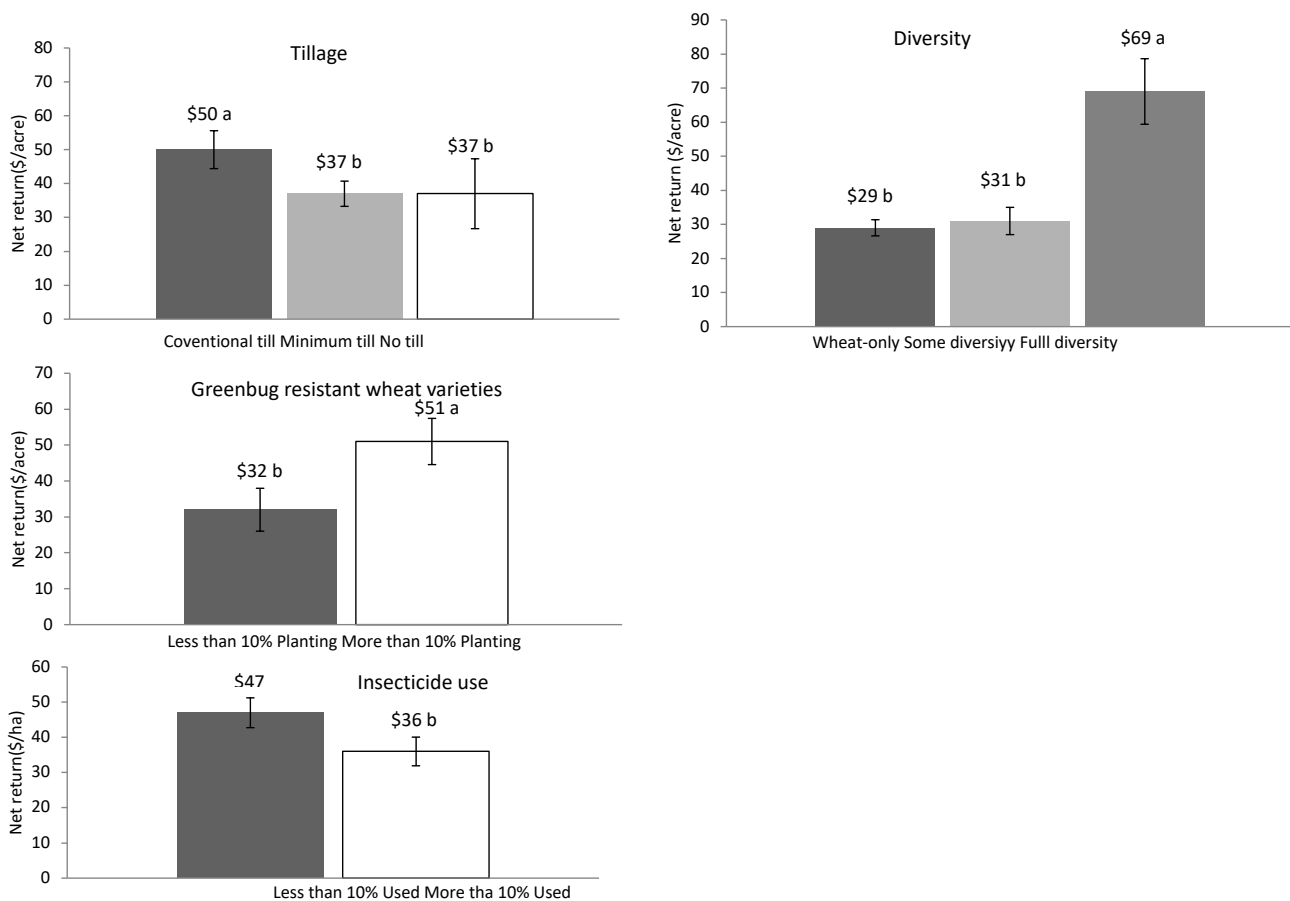 Tillage
Net return($/acre)
80
70
60
50
40
30
20
10
0
$50 a
$37 b
$37 b
Coventional till Minimum till No till
Diversity
Net return ($/acre)
90
80
70
60
50
40
30
20
10
0
$29 b
$31 b
$69 a
Wheat-only Some diversiyy Fulll diversity
Greenbug resistant wheat varieties
Net return($/acre)
70
60
50
40
30
20
10
0
$32 b
$51 a
Less than 10% Planting More than 10% Planting
Insecticide use
Net return($/ha)
60
50
40
30
20
10
0
$47
$36 b
Less than 10% Used More tha 10% Used